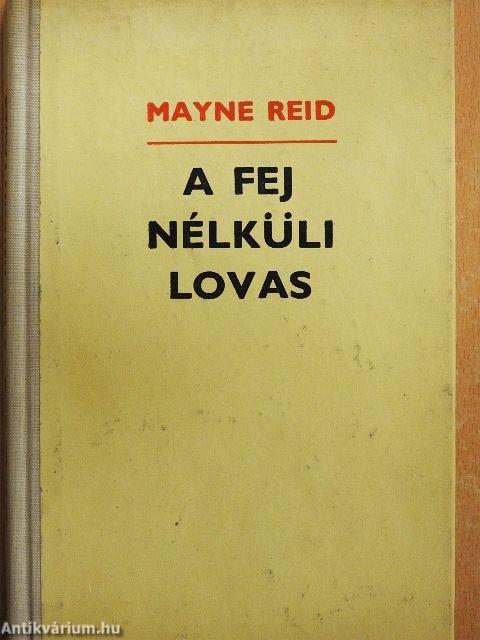 MAYNE REID
A FEJ
NÉLKÜLI
LOVAS
Antikvárium.hu